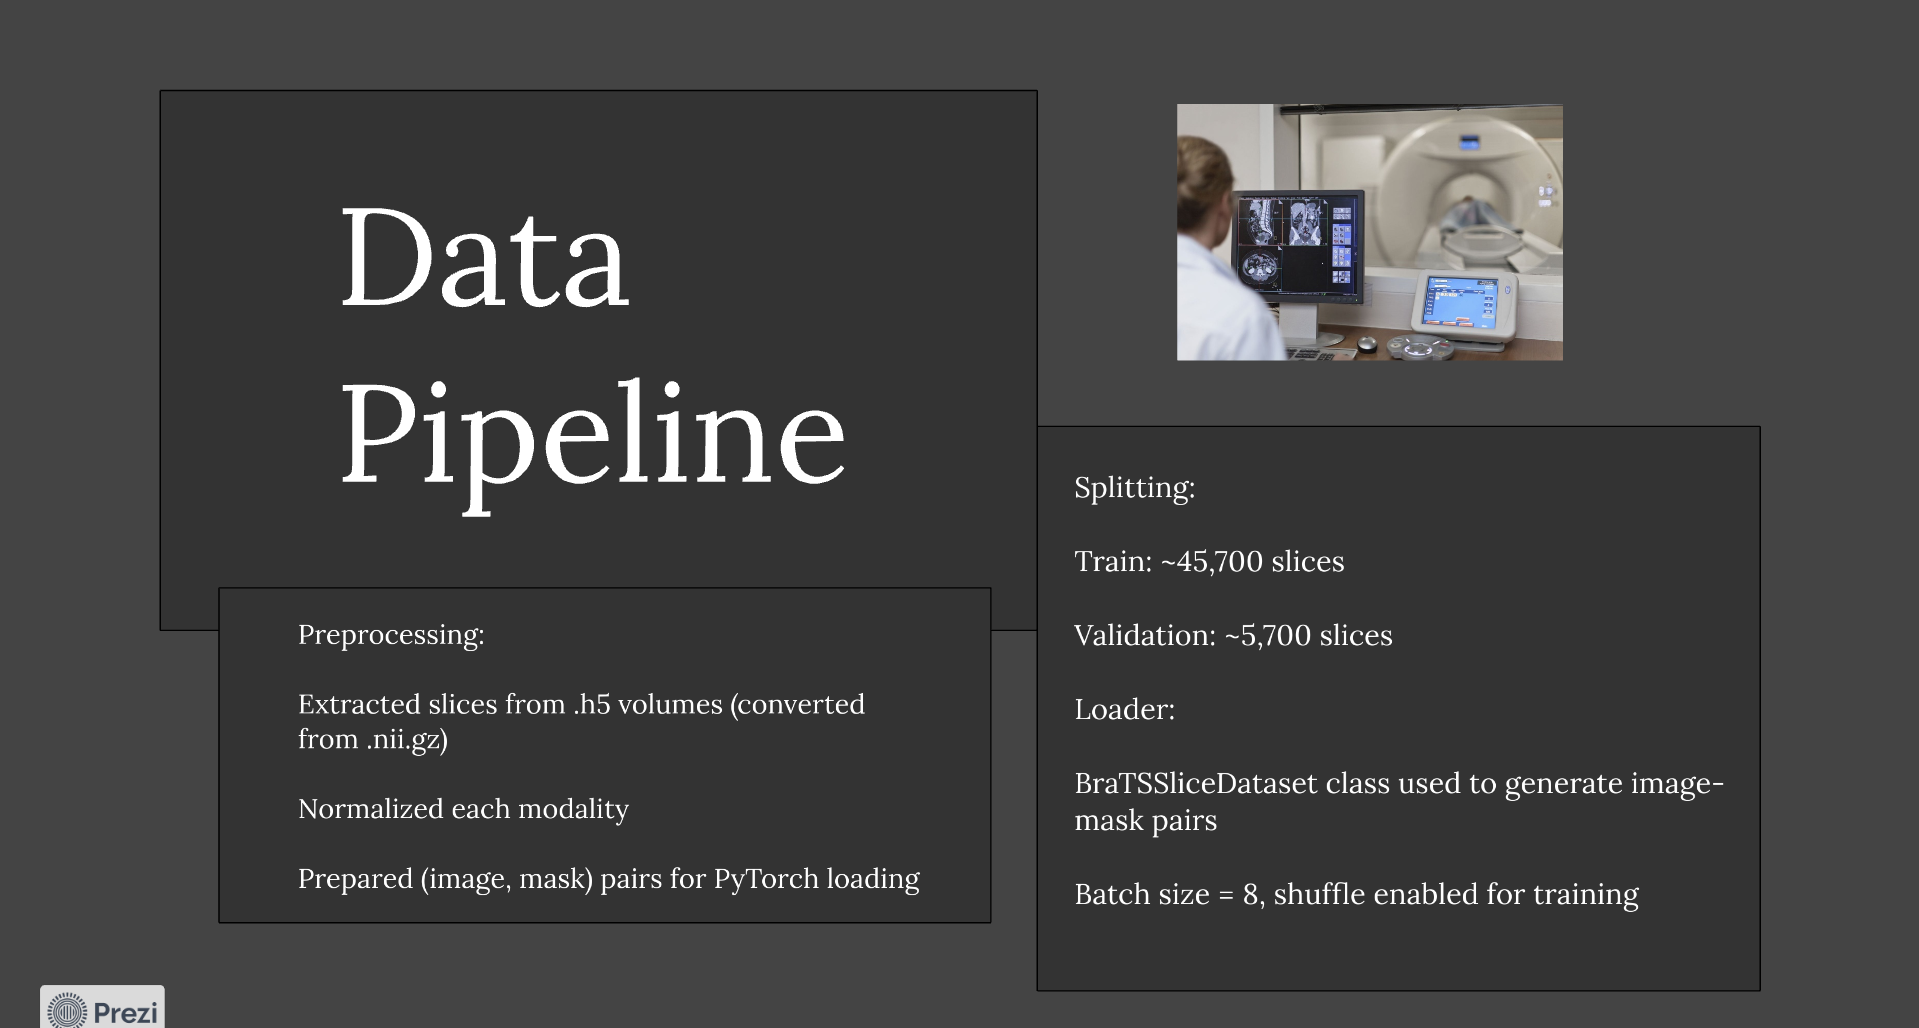 Data
Pipeline
Preprocessing:
Extracted slices from .h5 volumes (converted
from .nii.gz)
Normalized each modality
Prepared (image, mask) pairs for PyTorch loading
Splitting:
Train: ~45,700 slices
Validation: ~5,700 slices
Loader:
BraTSSliceDataset class used to generate image-
mask pairs
Batch size = 8, shuffle enabled for training
Prezi